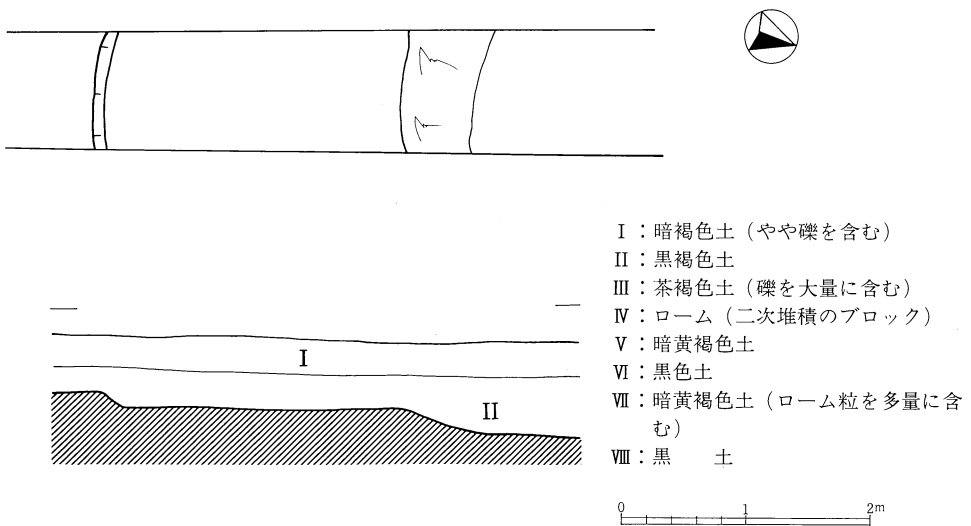 I：暗褐色土（やや礫を含む）
II：黒褐色土
III：茶褐色土（礫を大量に含む）
Ⅳ：ローム（二次堆積のブロック）
Ⅴ：暗黄褐色土
Ⅵ：黒色土
Ⅶ：暗黄褐色土（ローム粒を多量に含
む）
Ⅷ：黒　土
I
II
0 1 2m